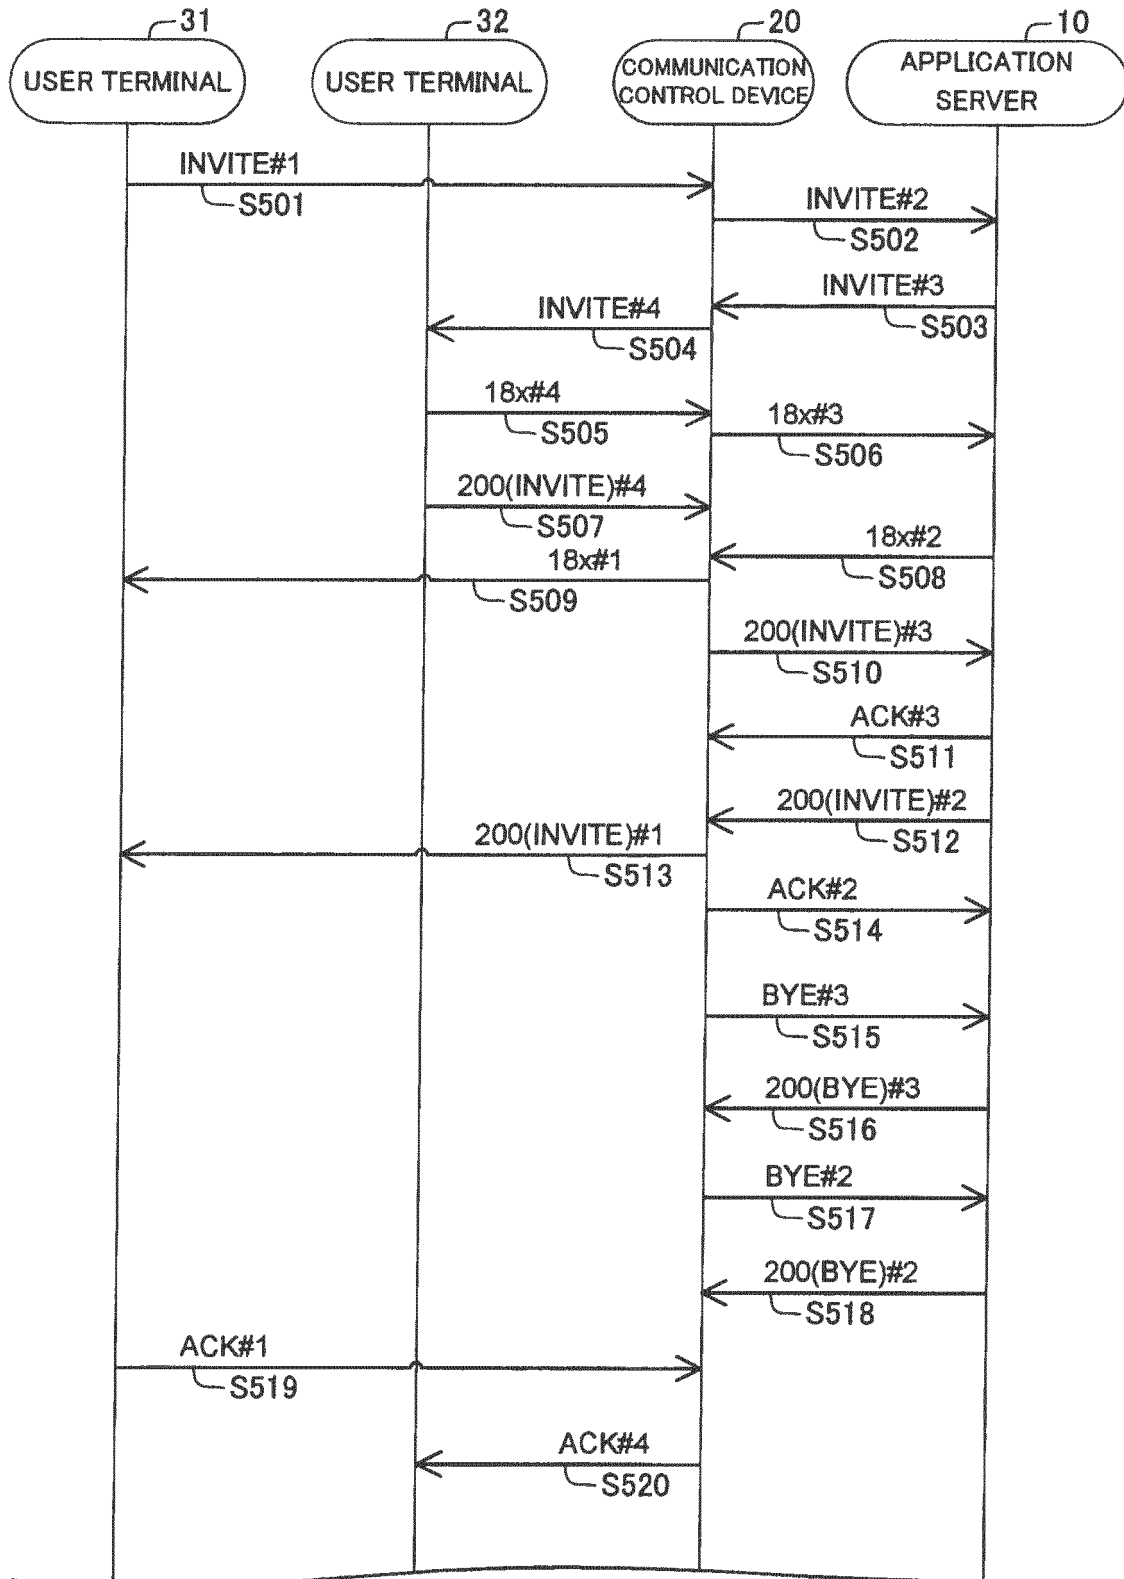 31
32
20
10
USER TERMINAL
USER TERMINAL
COMMUNICATION
CONTROL DEVICE
APPLICATION
SERVER
INVITE#1
S501
INVITE#2
S502
INVITE#3
S503
INVITE#4
S504
18x#4
S505
18x#3
S506
200(INVITE)#4
S507
18x#2
S508
18x#1
S509
200(INVITE)#3
S510
ACK#3
S511
200(INVITE)#2
S512
200(INVITE)#1
S513
ACK#2
S514
BYE#3
S515
200(BYE)#3
S516
BYE#2
S517
200(BYE)#2
S518
ACK#1
S519
ACK#4
S520